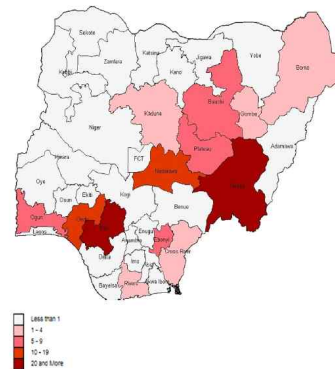 Sokoto
Katsina
Jigawa
Yobe
Borno
Zamfara
Kano
Kebbi
Bauchi
Kaduna
Gombe
Niger
Plateau
Adamawa
FCT
Kwara
Nasarawa
Oyo
Taraba
Ekiti
Kogi
Osun
Benue
Ogun
Edo
Enugu
Lagos
Ebonyi
Anambra
Cross River
Delta
Imo
Rivers
Akwa Ibom
Bayelsa
Less than 1
1 - 4
5 - 9
10 - 19
20 and More